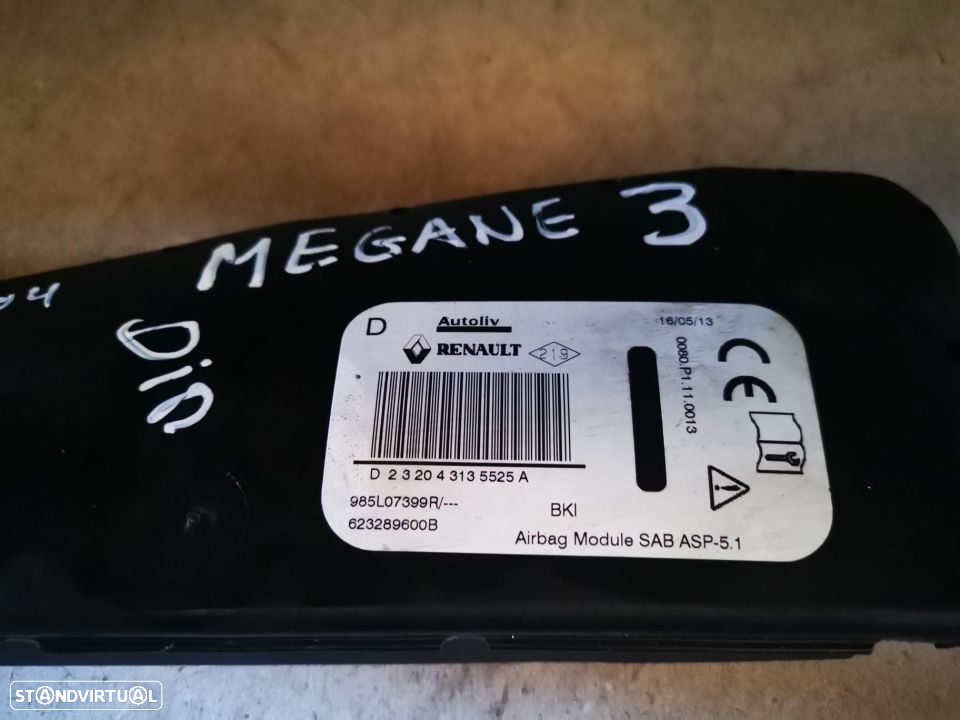 MEGANE 3
Dir
D
Autoliv
RENAULT
219
16/05/13
0080.P1.11.0013
CE
D 2 3 20 4 313 5525 A
985L07399R/---
623289600B
BKI
Airbag Module SAB ASP-5.1
STANDVIRTUAL